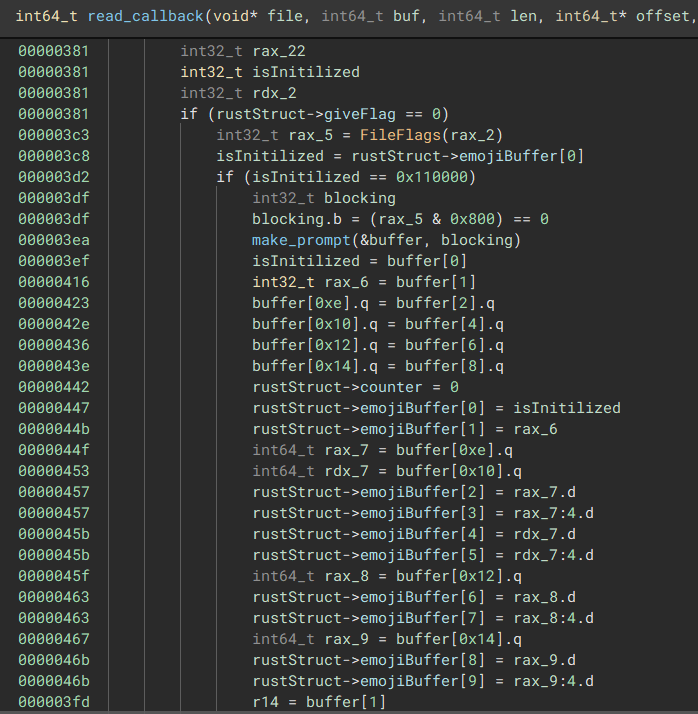 int64_t read_callback(void* file, int64_t buf, int64_t len, int64_t* offset,
00000381 int32_t rax_22
00000381 int32_t isInitilized
00000381 int32_t rdx_2
00000381 if (rustStruct->giveFlag == 0)
000003c3 int32_t rax_5 = FileFlags(rax_2)
000003c8 isInitilized = rustStruct->emojiBuffer[0]
000003d2 if (isInitilized == 0x110000)
000003df int32_t blocking
000003df blocking.b = (rax_5 & 0x800) == 0
000003ea make_prompt(&buffer, blocking)
000003ef isInitilized = buffer[0]
00000416 int32_t rax_6 = buffer[1]
00000423 buffer[0xe].q = buffer[2].q
0000042e buffer[0x10].q = buffer[4].q
00000436 buffer[0x12].q = buffer[6].q
0000043e buffer[0x14].q = buffer[8].q
00000442 rustStruct->counter = 0
00000447 rustStruct->emojiBuffer[0] = isInitilized
0000044b rustStruct->emojiBuffer[1] = rax_6
0000044f int64_t rax_7 = buffer[0xe].q
00000453 int64_t rdx_7 = buffer[0x10].q
00000457 rustStruct->emojiBuffer[2] = rax_7.d
00000457 rustStruct->emojiBuffer[3] = rax_7:4.d
0000045b rustStruct->emojiBuffer[4] = rdx_7.d
0000045b rustStruct->emojiBuffer[5] = rdx_7:4.d
0000045f int64_t rax_8 = buffer[0x12].q
00000463 rustStruct->emojiBuffer[6] = rax_8.d
00000463 rustStruct->emojiBuffer[7] = rax_8:4.d
00000467 int64_t rax_9 = buffer[0x14].q
0000046b rustStruct->emojiBuffer[8] = rax_9.d
0000046b rustStruct->emojiBuffer[9] = rax_9:4.d
000003fd r14 = buffer[1]